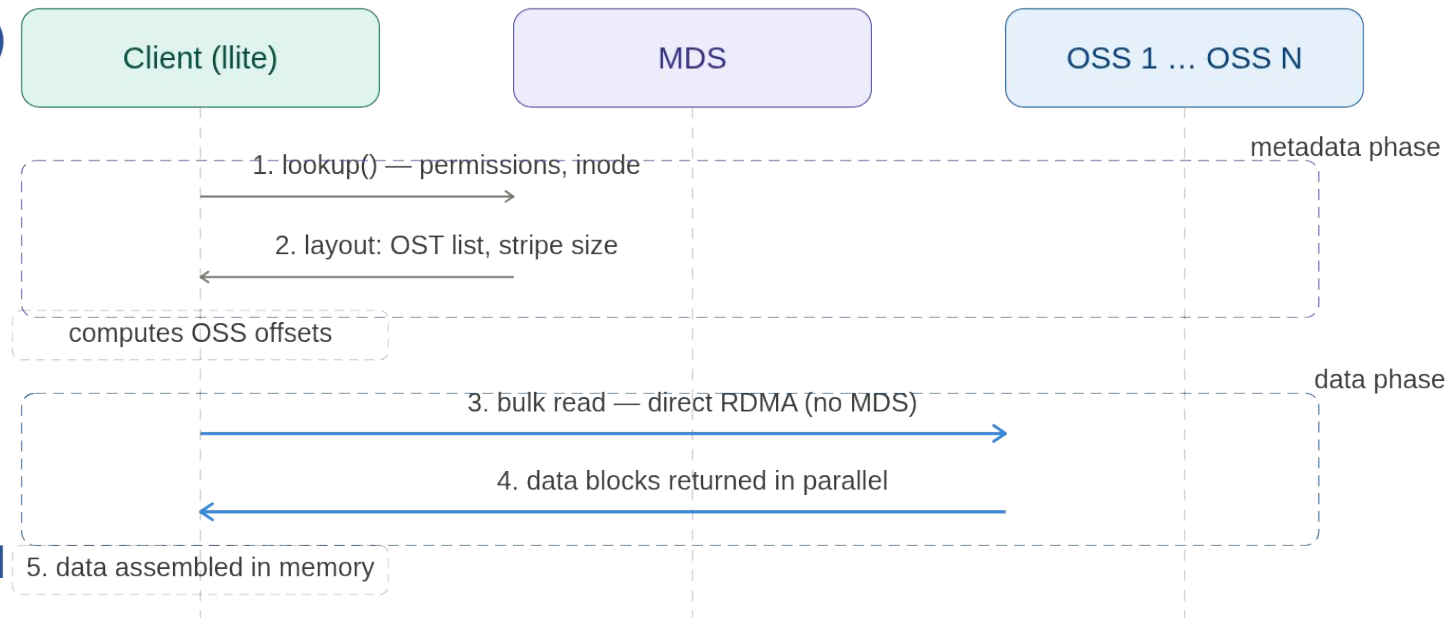 Client (llite)
MDS
OSS 1 … OSS N
metadata phase
1. lookup() — permissions, inode
2. layout: OST list, stripe size
computes OSS offsets
data phase
3. bulk read — direct RDMA (no MDS)
4. data blocks returned in parallel
5. data assembled in memory